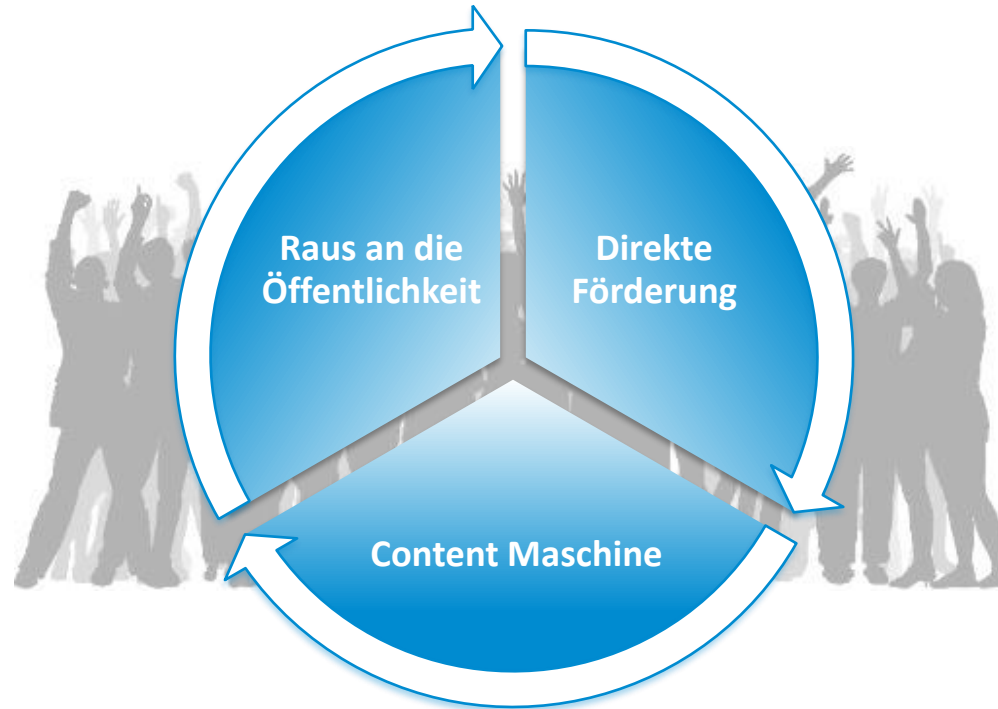 Raus an die
Öffentlichkeit
Direkte
Förderung
Content Maschine